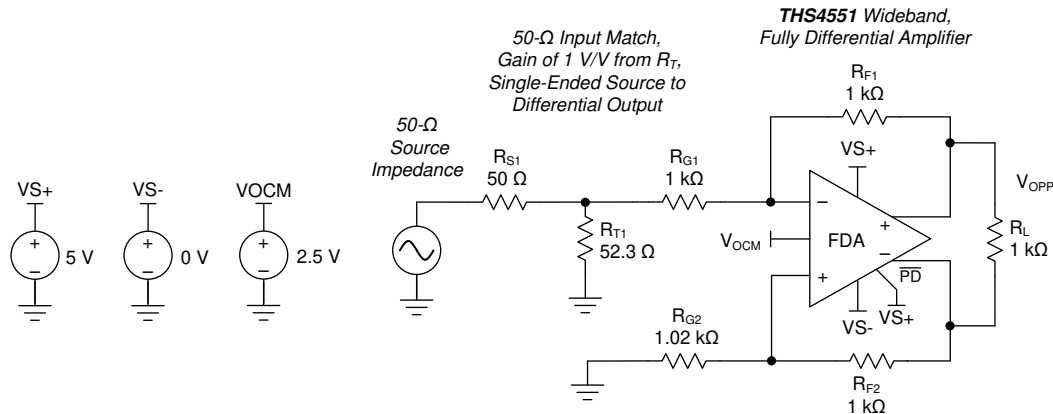 THS4551 Wideband,
Fully Differential Amplifier
50-Ω Input Match,
Gain of 1 V/V from RT,
Single-Ended Source to
Differential Output
50-Ω
Source
Impedance
RF1
1 kΩ
RS1
50 Ω
RG1
1 kΩ
VS+
VS+
VS-
VOCM
VOPP
+
−
5 V
+
−
0 V
+
−
2.5 V
RT1
52.3 Ω
−
VOCM
FDA
+
−
+
PD
RL
1 kΩ
VS-
VS+
RG2
1.02 kΩ
RF2
1 kΩ